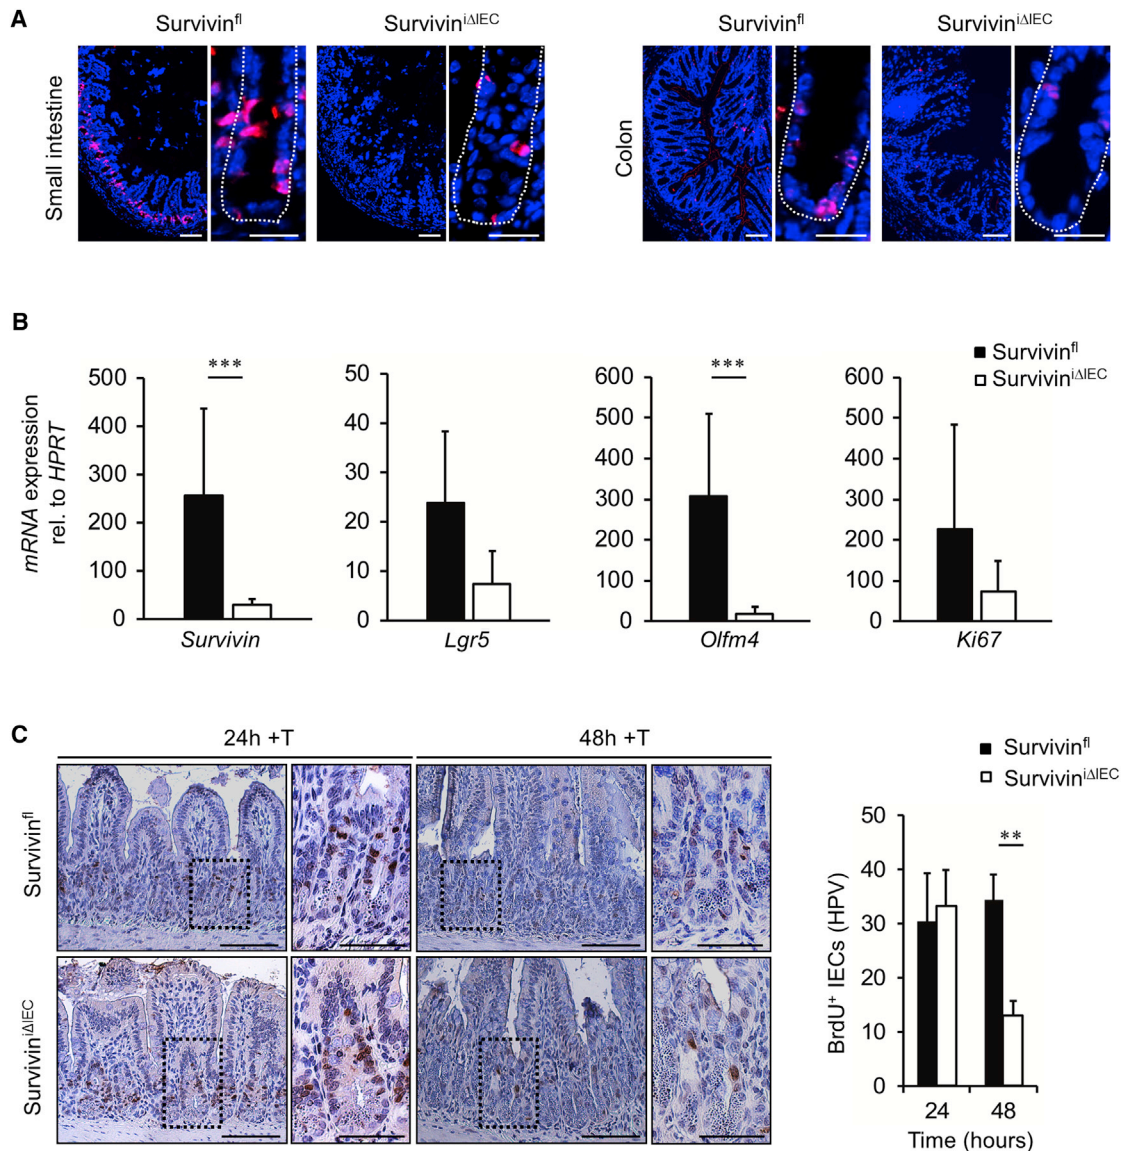 A
Survivinfl
SurviviniΔIEC
Survivinfl
SurviviniΔIEC
Small intestine
Colon
B
Survivinfl
SurviviniΔIEC
mRNA expression
rel. to HPRT
500
400
300
200
100
0
***
Survivin
50
40
30
20
10
0
Lgr5
600
500
400
300
200
100
0
***
Olfm4
600
500
400
300
200
100
0
Ki67
C
24h +T
48h +T
Survivinfl
SurviviniΔIEC
Survivinfl
SurviviniΔIEC
BrdU+ IECs (HPV)
50
40
30
20
10
0
**
24
48
Time (hours)